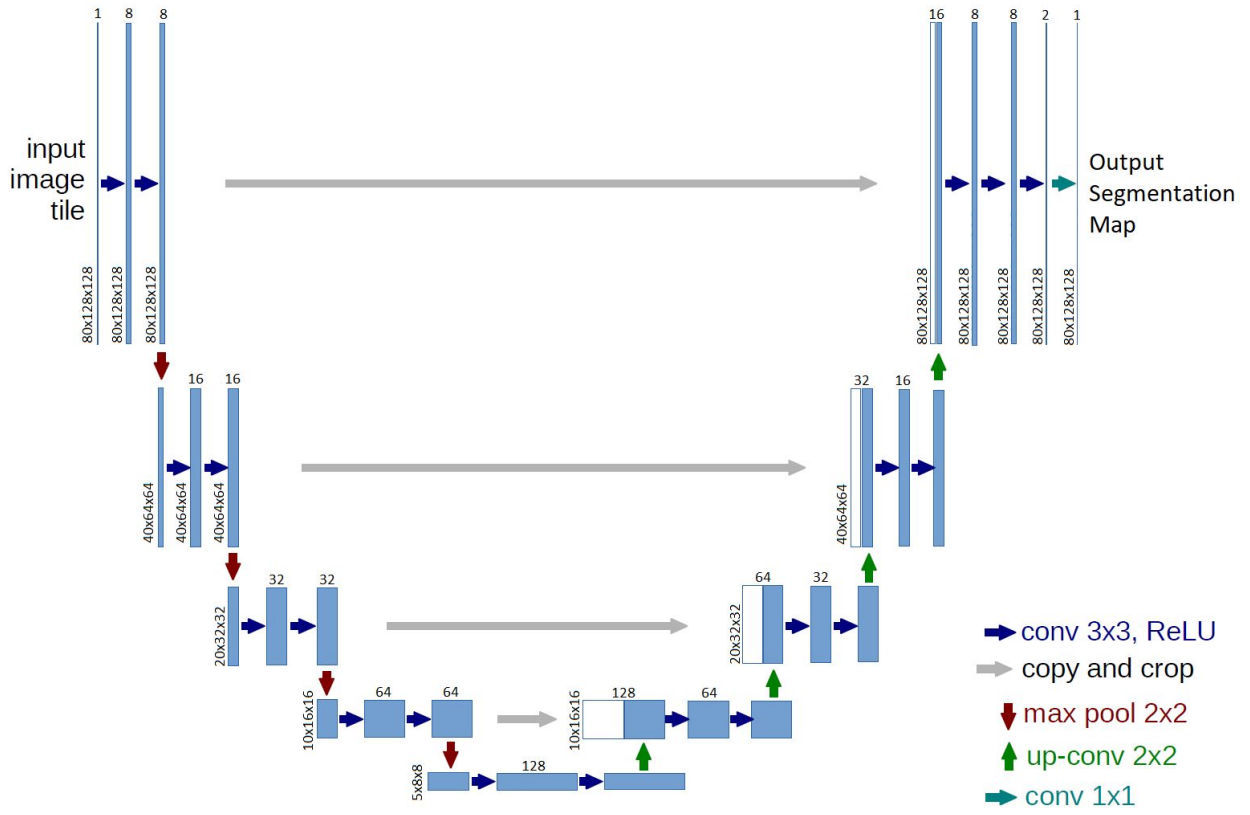 1 8 8
16 8 8 2 1
input
image
tile
Output
Segmentation
Map
80x128x128 80x128x128 80x128x128
80x128x128 80x128x128 80x128x128 80x128x128 80x128x128
16 16
32 16
40x64x64 40x64x64 40x64x64
40x64x64
32 32
64 32
20x32x32
20x32x32
64 64
128 64
10x16x16
10x16x16
128
5x8x8
conv 3x3, ReLU
copy and crop
max pool 2x2
up-conv 2x2
conv 1x1